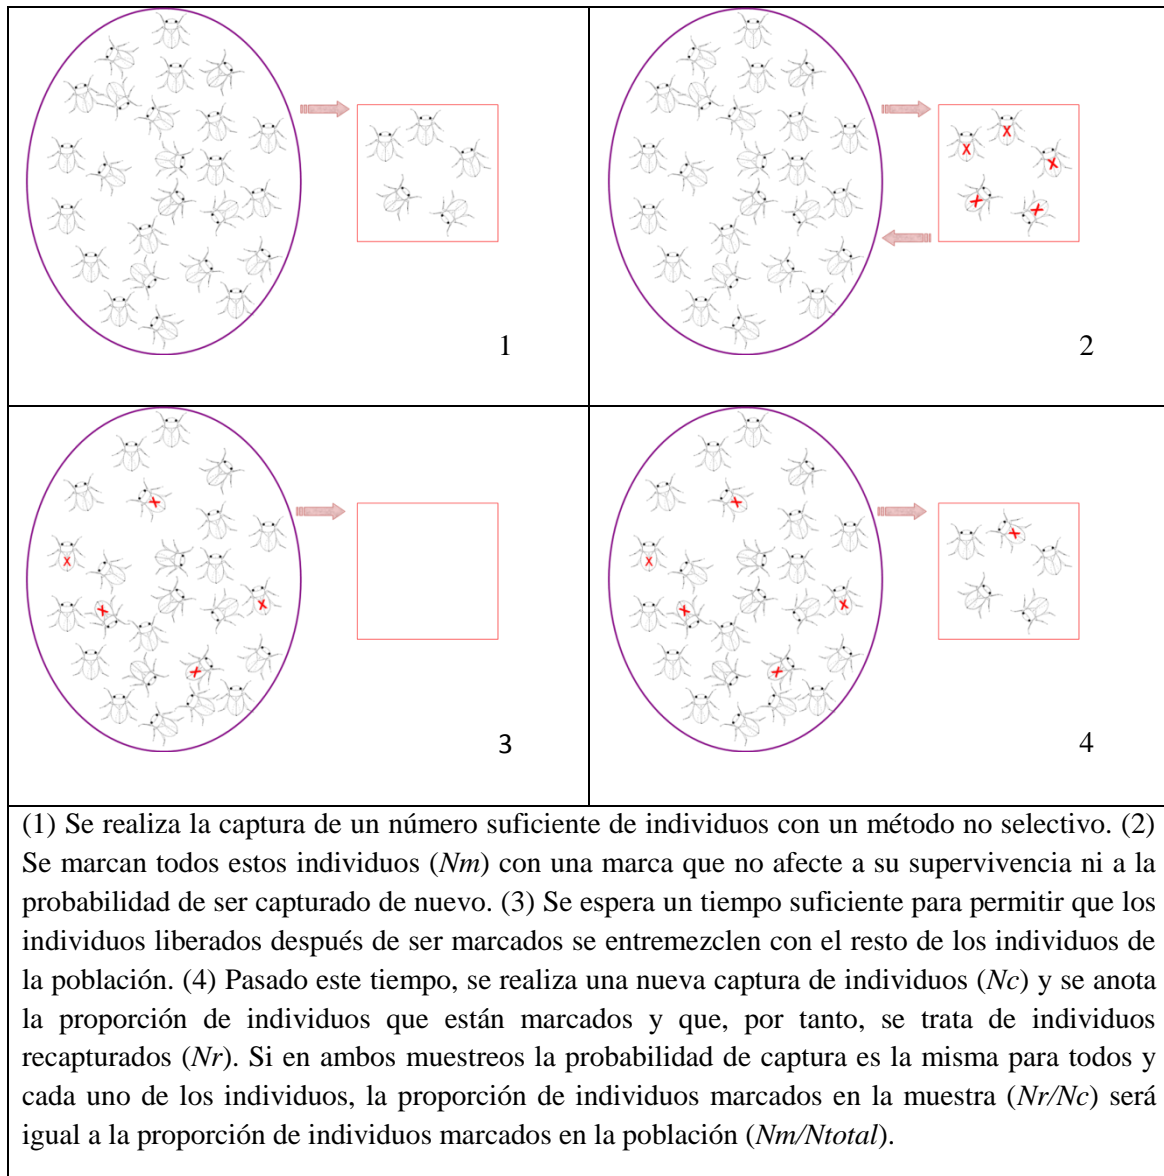 1
2
3
4
(1) Se realiza la captura de un número suficiente de individuos con un método no selectivo. (2)
Se marcan todos estos individuos (Nm) con una marca que no afecte a su supervivencia ni a la
probabilidad de ser capturado de nuevo. (3) Se espera un tiempo suficiente para permitir que los
individuos liberados después de ser marcados se entremezclen con el resto de los individuos de
la población. (4) Pasado este tiempo, se realiza una nueva captura de individuos (Nc) y se anota
la proporción de individuos que están marcados y que, por tanto, se trata de individuos
recapturados (Nr). Si en ambos muestreos la probabilidad de captura es la misma para todos y
cada uno de los individuos, la proporción de individuos marcados en la muestra (Nr/Nc) será
igual a la proporción de individuos marcados en la población (Nm/Ntotal).